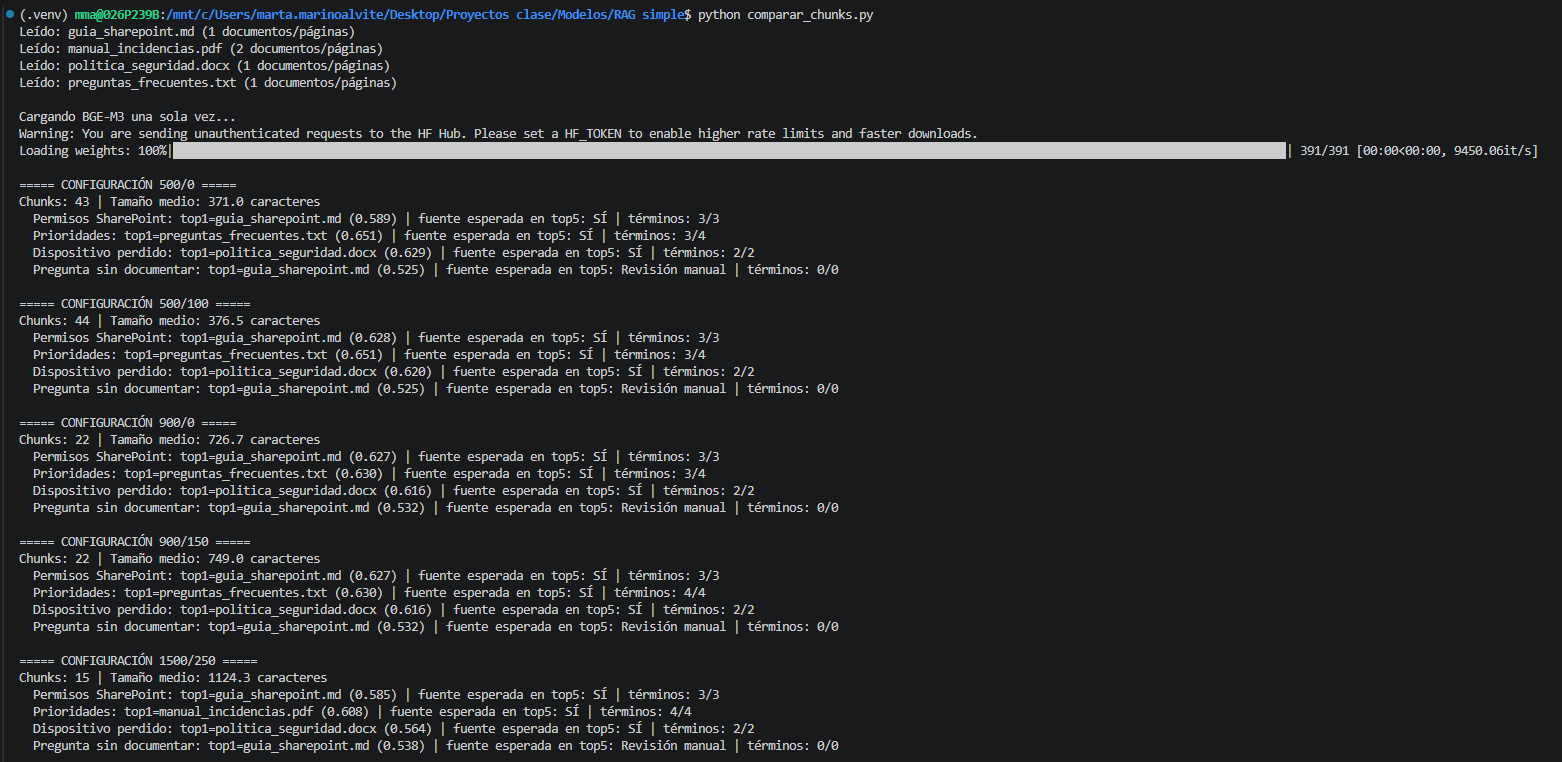 (.venv) mma@026P239B:/mnt/c/Users/marta.marinoalvite/Desktop/Proyectos clase/Modelos/RAG simple$ python comparar_chunks.py
Leído: guia_sharepoint.md (1 documentos/páginas)
Leído: manual_incidencias.pdf (2 documentos/páginas)
Leído: politica_seguridad.docx (1 documentos/páginas)
Leído: preguntas_frecuentes.txt (1 documentos/páginas)

Cargando BGE-M3 una sola vez...
Warning: You are sending unauthenticated requests to the HF Hub. Please set a HF_TOKEN to enable higher rate limits and faster downloads.
Loading weights: 100%| | 391/391 [00:00<00:00, 9450.06it/s]

===== CONFIGURACIÓN 500/0 =====
Chunks: 43 | Tamaño medio: 371.0 caracteres
  Permisos SharePoint: top1=guia_sharepoint.md (0.589) | fuente esperada en top5: SÍ | términos: 3/3
  Prioridades: top1=preguntas_frecuentes.txt (0.651) | fuente esperada en top5: SÍ | términos: 3/4
  Dispositivo perdido: top1=politica_seguridad.docx (0.629) | fuente esperada en top5: SÍ | términos: 2/2
  Pregunta sin documentar: top1=guia_sharepoint.md (0.525) | fuente esperada en top5: Revisión manual | términos: 0/0

===== CONFIGURACIÓN 500/100 =====
Chunks: 44 | Tamaño medio: 376.5 caracteres
  Permisos SharePoint: top1=guia_sharepoint.md (0.628) | fuente esperada en top5: SÍ | términos: 3/3
  Prioridades: top1=preguntas_frecuentes.txt (0.651) | fuente esperada en top5: SÍ | términos: 3/4
  Dispositivo perdido: top1=politica_seguridad.docx (0.620) | fuente esperada en top5: SÍ | términos: 2/2
  Pregunta sin documentar: top1=guia_sharepoint.md (0.525) | fuente esperada en top5: Revisión manual | términos: 0/0

===== CONFIGURACIÓN 900/0 =====
Chunks: 22 | Tamaño medio: 726.7 caracteres
  Permisos SharePoint: top1=guia_sharepoint.md (0.627) | fuente esperada en top5: SÍ | términos: 3/3
  Prioridades: top1=preguntas_frecuentes.txt (0.630) | fuente esperada en top5: SÍ | términos: 3/4
  Dispositivo perdido: top1=politica_seguridad.docx (0.616) | fuente esperada en top5: SÍ | términos: 2/2
  Pregunta sin documentar: top1=guia_sharepoint.md (0.532) | fuente esperada en top5: Revisión manual | términos: 0/0

===== CONFIGURACIÓN 900/150 =====
Chunks: 22 | Tamaño medio: 749.0 caracteres
  Permisos SharePoint: top1=guia_sharepoint.md (0.627) | fuente esperada en top5: SÍ | términos: 3/3
  Prioridades: top1=preguntas_frecuentes.txt (0.630) | fuente esperada en top5: SÍ | términos: 4/4
  Dispositivo perdido: top1=politica_seguridad.docx (0.616) | fuente esperada en top5: SÍ | términos: 2/2
  Pregunta sin documentar: top1=guia_sharepoint.md (0.532) | fuente esperada en top5: Revisión manual | términos: 0/0

===== CONFIGURACIÓN 1500/250 =====
Chunks: 15 | Tamaño medio: 1124.3 caracteres
  Permisos SharePoint: top1=guia_sharepoint.md (0.585) | fuente esperada en top5: SÍ | términos: 3/3
  Prioridades: top1=manual_incidencias.pdf (0.608) | fuente esperada en top5: SÍ | términos: 4/4
  Dispositivo perdido: top1=politica_seguridad.docx (0.564) | fuente esperada en top5: SÍ | términos: 2/2
  Pregunta sin documentar: top1=guia_sharepoint.md (0.538) | fuente esperada en top5: Revisión manual | términos: 0/0